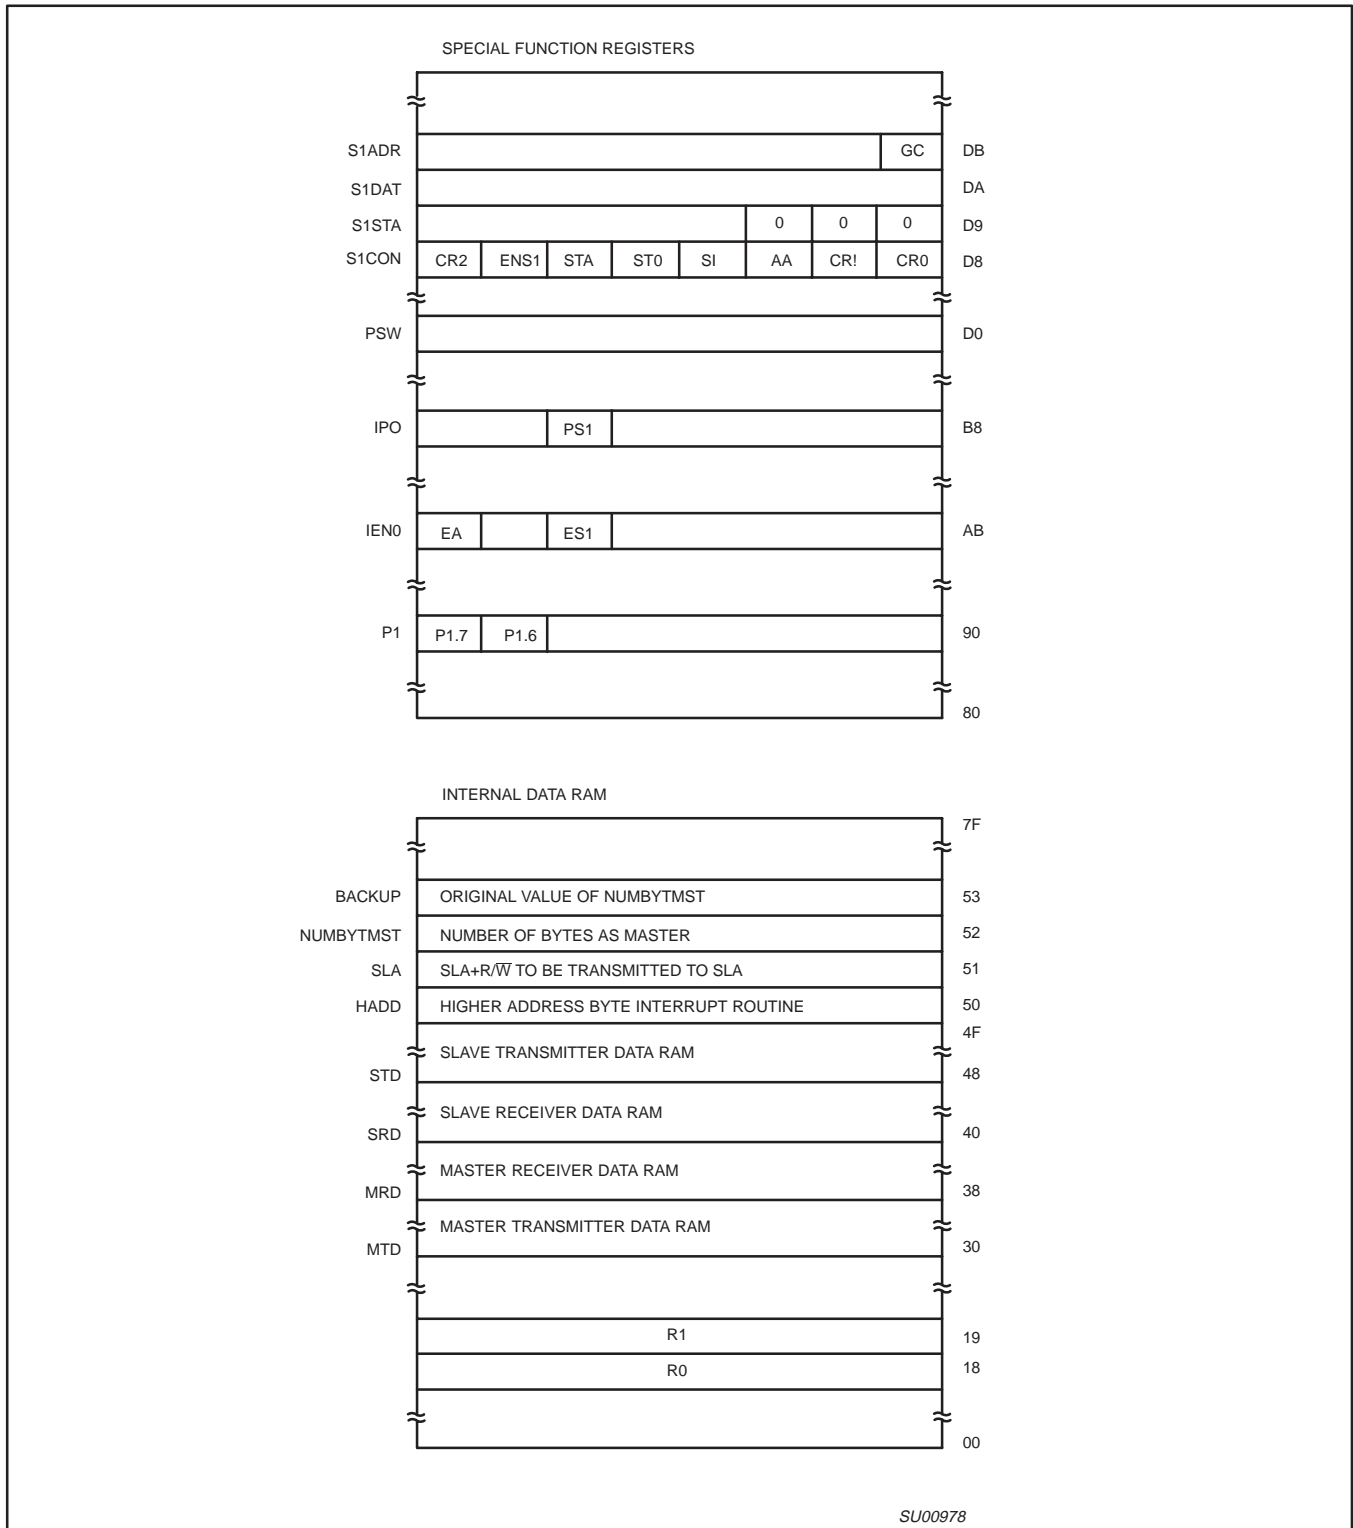 SPECIAL FUNCTION REGISTERS
S1ADR GC DB
S1DAT DA
S1STA 0 0 0 D9
S1CON CR2 ENS1 STA ST0 SI AA CR! CR0 D8
PSW D0
IPO PS1 B8
IEN0 EA ES1 AB
P1 P1.7 P1.6 90
80
INTERNAL DATA RAM
7F
BACKUP ORIGINAL VALUE OF NUMBYTMST 53
NUMBYTMST NUMBER OF BYTES AS MASTER 52
SLA SLA+R/W̅ TO BE TRANSMITTED TO SLA 51
HADD HIGHER ADDRESS BYTE INTERRUPT ROUTINE 50
4F
SLAVE TRANSMITTER DATA RAM
STD 48
SLAVE RECEIVER DATA RAM
SRD 40
MASTER RECEIVER DATA RAM
MRD 38
MASTER TRANSMITTER DATA RAM
MTD 30
R1 19
R0 18
00
SU00978